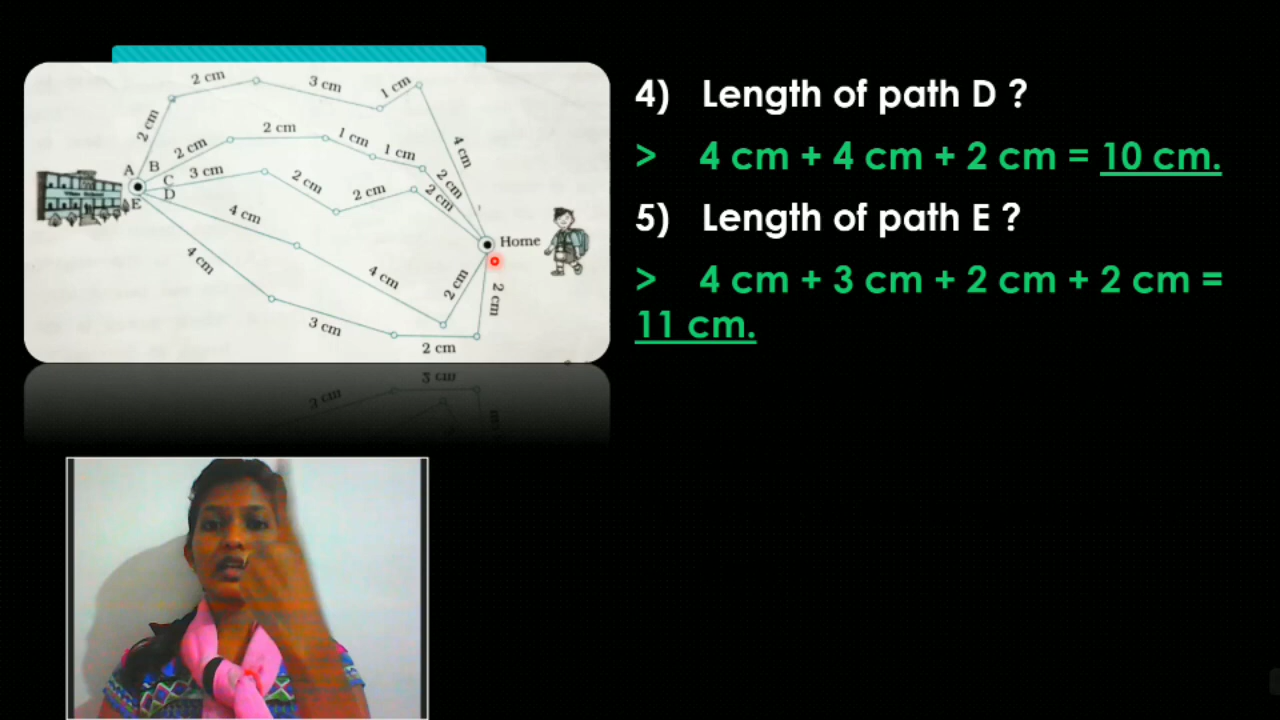 4) Length of path D ?
> 4 cm + 4 cm + 2 cm = 10 cm.
5) Length of path E ?
> 4 cm + 3 cm + 2 cm + 2 cm =
11 cm.
2 cm
3 cm
1 cm
2 cm
4 cm
2 cm
2 cm
1 cm
1 cm
2 cm
A
B
C
D
E
3 cm
2 cm
2 cm
2 cm
4 cm
4 cm
2 cm
Home
4 cm
3 cm
2 cm
2 cm